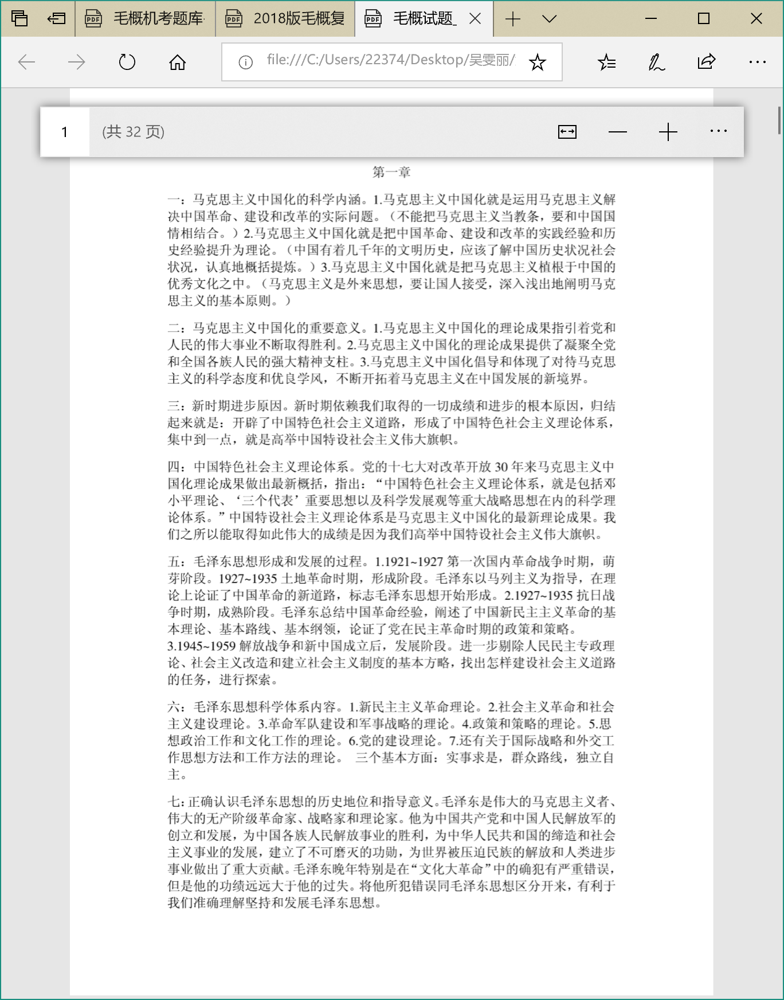 毛概机考题库
2018版毛概复
毛概试题_
file:///C:/Users/22374/Desktop/吴雯丽/
1
(共 32 页)
第一章
一：马克思主义中国化的科学内涵。1.马克思主义中国化就是运用马克思主义解
决中国革命、建设和改革的实际问题。（不能把马克思主义当教条，要和中国国
情相结合。）2.马克思主义中国化就是把中国革命、建设和改革的实践经验和历
史经验提升为理论。（中国有着几千年的文明历史，应该了解中国历史状况社会
状况，认真地概括提炼。）3.马克思主义中国化就是把马克思主义植根于中国的
优秀文化之中。（马克思主义是外来思想，要让国人接受，深入浅出地阐明马克
思主义的基本原则。）
二：马克思主义中国化的重要意义。1.马克思主义中国化的理论成果指引着党和
人民的伟大事业不断取得胜利。2.马克思主义中国化的理论成果提供了凝聚全党
和全国各族人民的强大精神支柱。3.马克思主义中国化倡导和体现了对待马克思
主义的科学态度和优良学风，不断开拓着马克思主义在中国发展的新境界。
三：新时期进步原因。新时期依赖我们取得的一切成绩和进步的根本原因，归结
起来就是：开辟了中国特色社会主义道路，形成了中国特色社会主义理论体系，
集中到一点，就是高举中国特设社会主义伟大旗帜。
四：中国特色社会主义理论体系。党的十七大对改革开放 30 年来马克思主义中
国化理论成果做出最新概括，指出：“中国特色社会主义理论体系，就是包括邓
小平理论、‘三个代表’重要思想以及科学发展观等重大战略思想在内的科学理
论体系。”中国特设社会主义理论体系是马克思主义中国化的最新理论成果。我
们之所以能取得如此伟大的成绩是因为我们高举中国特设社会主义伟大旗帜。
五：毛泽东思想形成和发展的过程。1.1921~1927 第一次国内革命战争时期，萌
芽阶段。1927~1935 土地革命时期，形成阶段。毛泽东以马列主义为指导，在理
论上论证了中国革命的新道路，标志毛泽东思想开始形成。2.1927~1935 抗日战
争时期，成熟阶段。毛泽东总结中国革命经验，阐述了中国新民主主义革命的基
本理论、基本路线、基本纲领，论证了党在民主革命时期的政策和策略。
3.1945~1959 解放战争和新中国成立后，发展阶段。进一步剔除人民民主专政理
论、社会主义改造和建立社会主义制度的基本方略，找出怎样建设社会主义道路
的任务，进行探索。
六：毛泽东思想科学体系内容。1.新民主主义革命理论。2.社会主义革命和社会
主义建设理论。3.革命军队建设和军事战略的理论。4.政策和策略的理论。5.思
想政治工作和文化工作的理论。6.党的建设理论。7.还有关于国际战略和外交工
作思想方法和工作方法的理论。 三个基本方面：实事求是，群众路线，独立自
主。
七：正确认识毛泽东思想的历史地位和指导意义。毛泽东是伟大的马克思主义者、
伟大的无产阶级革命家、战略家和理论家。他为中国共产党和中国人民解放军的
创立和发展，为中国各族人民解放事业的胜利，为中华人民共和国的缔造和社会
主义事业的发展，建立了不可磨灭的功勋，为世界被压迫民族的解放和人类进步
事业做出了重大贡献。毛泽东晚年特别是在“文化大革命”中的确犯有严重错误，
但是他的功绩远远大于他的过失。将他所犯错误同毛泽东思想区分开来，有利于
我们准确理解坚持和发展毛泽东思想。